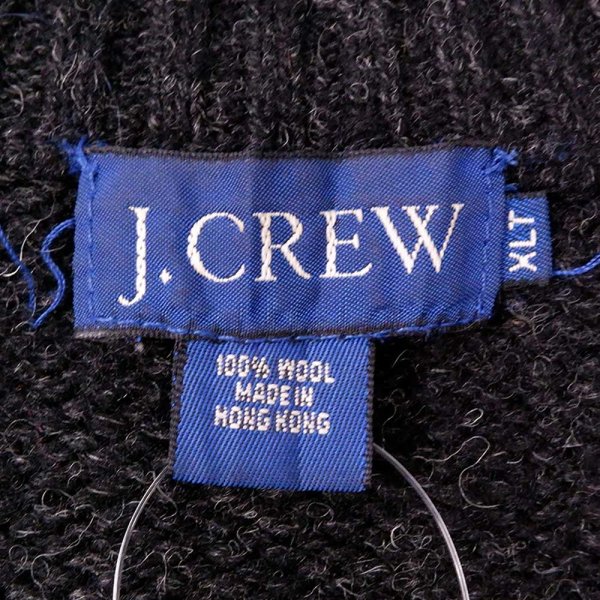 J.CREW
XLT
100% WOOL
MADE IN
HONG KONG